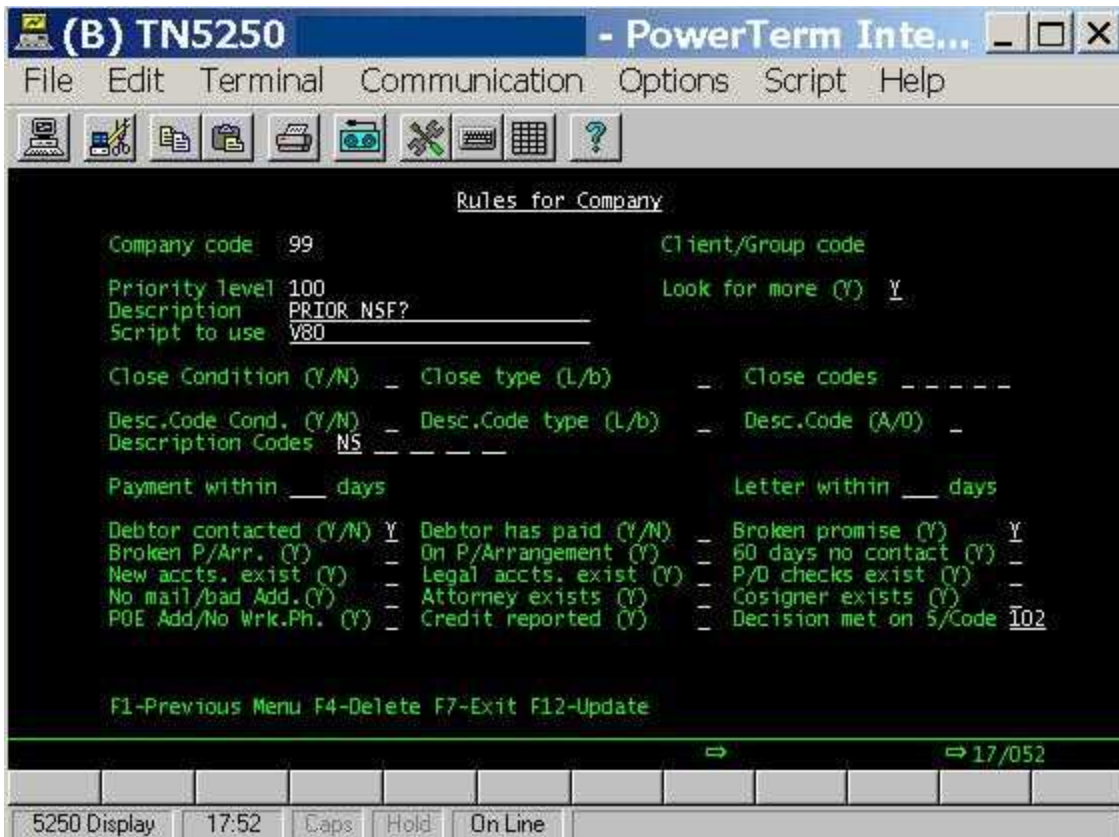 (B) TN5250 - PowerTerm Inte...
File Edit Terminal Communication Options Script Help
Rules for Company
Company code 99 Client/Group code
Priority level 100 Look for more (Y) Y
Description PRIOR NSF?
Script to use V80
Close Condition (Y/N) _ Close type (L/b) _ Close codes _ _ _ _ _
Desc.Code Cond. (Y/N) _ Desc.Code type (L/b) _ Desc.Code (A/O) _
Description Codes NS __ __ __ __
Payment within ___ days Letter within ___ days
Debtor contacted (Y/N) Y Debtor has paid (Y/N) _ Broken promise (Y) Y
Broken P/Arr. (Y) _ On P/Arrangement (Y) _ 60 days no contact (Y) _
New accts. exist (Y) _ Legal accts. exist (Y) _ P/D checks exist (Y) _
No mail/bad Add.(Y) _ Attorney exists (Y) _ Cosigner exists (Y) _
POE Add/No Wrk.Ph. (Y) _ Credit reported (Y) _ Decision met on S/Code 102
F1-Previous Menu F4-Delete F7-Exit F12-Update
⇨ ⇨ 17/052
5250 Display 17:52 Caps Hold On Line